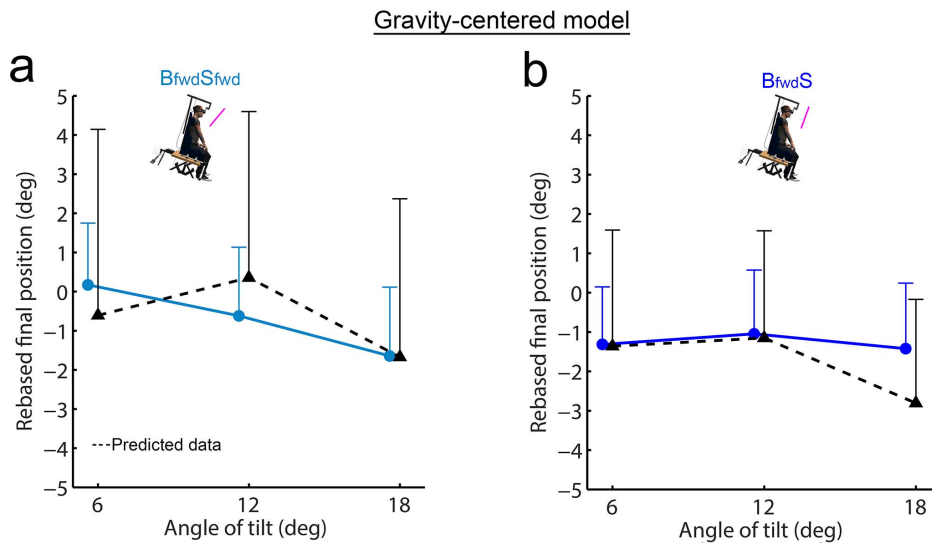 Gravity-centered model
a
BfwdSfwd
5
4
3
2
1
0
−1
−2
−3
−4
−5
Rebased final position (deg)
Predicted data
6
12
18
Angle of tilt (deg)
b
BfwdS
5
4
3
2
1
0
−1
−2
−3
−4
−5
Rebased final position (deg)
6
12
18
Angle of tilt (deg)